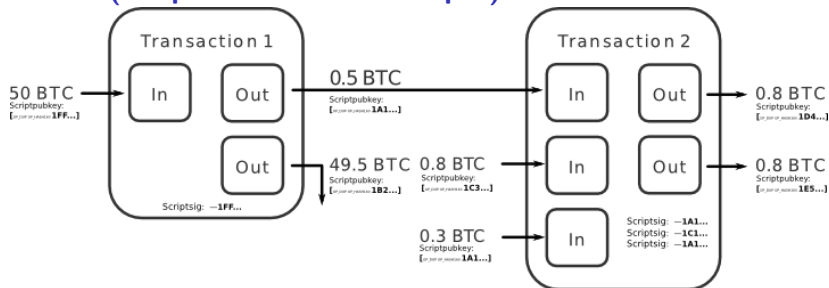 Transaction 1
Transaction 2
50 BTC
Scriptpubkey:
[1FF...]
In
Out
0.5 BTC
Scriptpubkey:
[1A1...]
In
Out
0.8 BTC
Scriptpubkey:
[1D4...]
Out
49.5 BTC
Scriptpubkey:
[1B2...]
0.8 BTC
Scriptpubkey:
[1C3...]
In
Out
0.8 BTC
Scriptpubkey:
[1E5...]
Scriptsig: —1FF...
0.3 BTC
Scriptpubkey:
[1A1...]
In
Scriptsig: —1A1...
Scriptsig: —1C1...
Scriptsig: —1A1...